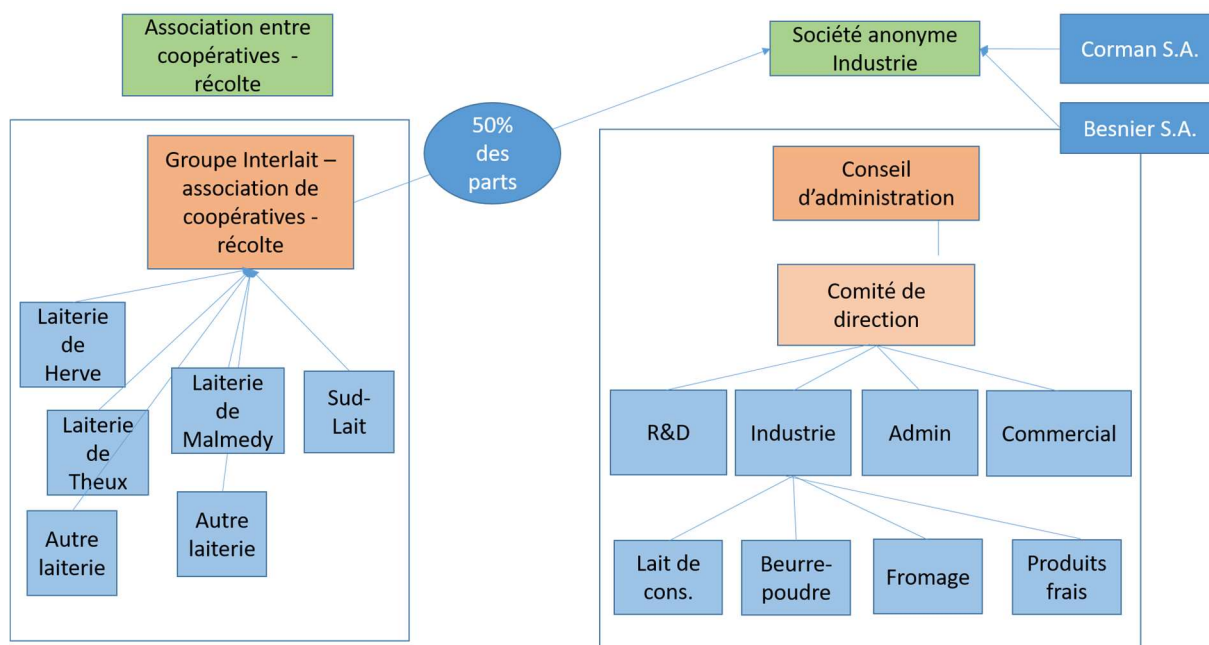 Association entre
coopératives -
récolte
Société anonyme
Industrie
Corman S.A.
Besnier S.A.
50%
des
parts
Groupe Interlait –
association de
coopératives -
récolte
Laiterie
de
Herve
Laiterie
de
Theux
Laiterie
de
Malmedy
Sud-
Lait
Autre
laiterie
Autre
laiterie
Conseil
d’administration
Comité de
direction
R&D
Industrie
Admin
Commercial
Lait de
cons.
Beurre-
poudre
Fromage
Produits
frais